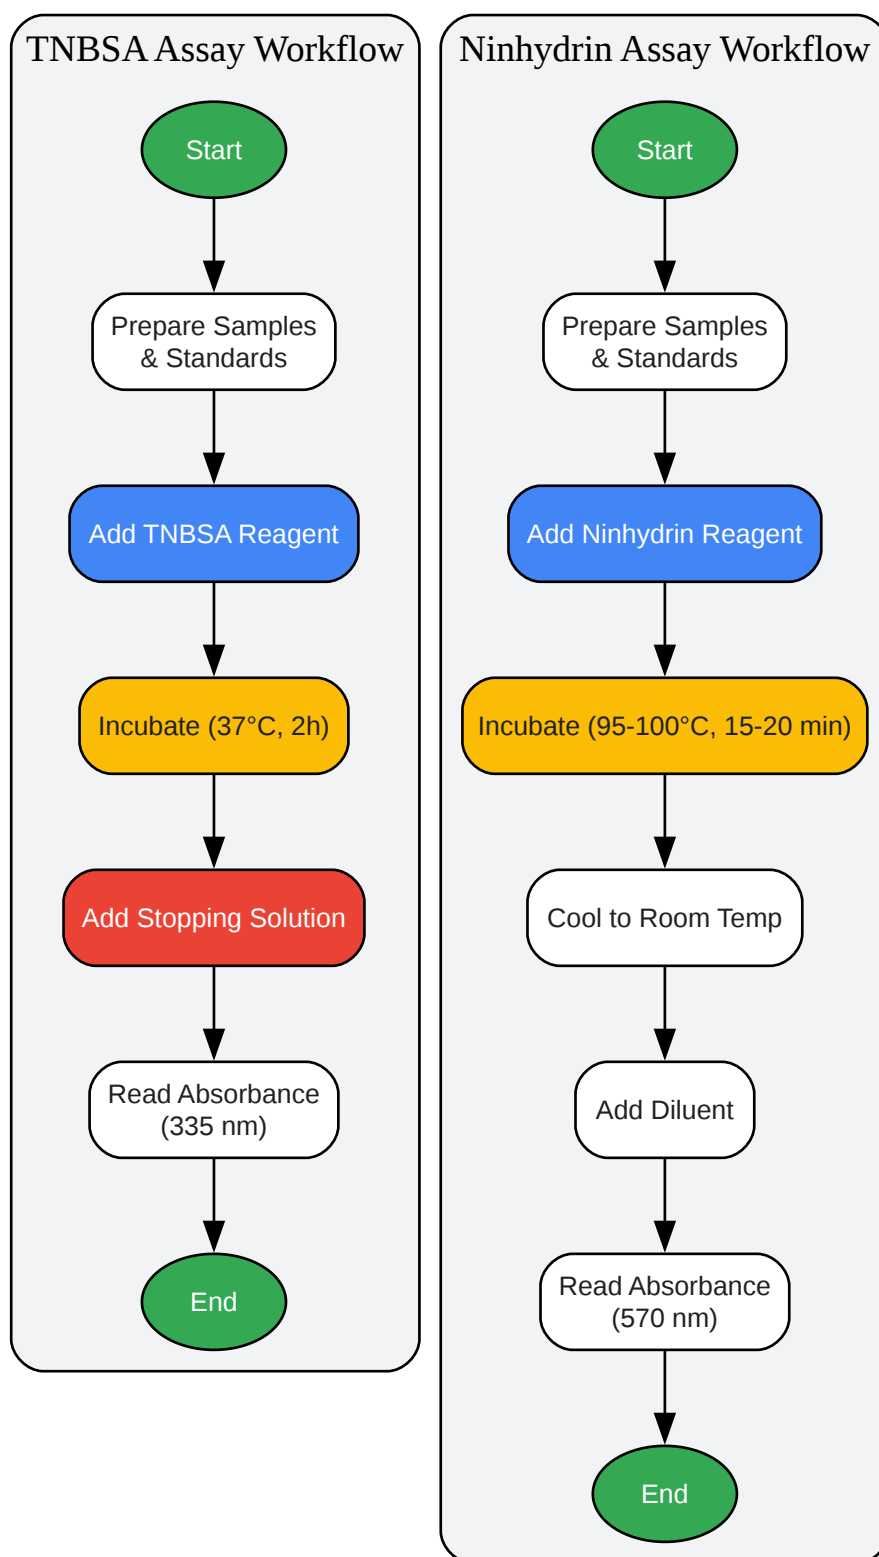 TNBSA Assay Workflow
Start
Prepare Samples
& Standards
Add TNBSA Reagent
Incubate (37°C, 2h)
Add Stopping Solution
Read Absorbance
(335 nm)
End
Ninhydrin Assay Workflow
Start
Prepare Samples
& Standards
Add Ninhydrin Reagent
Incubate (95-100°C, 15-20 min)
Cool to Room Temp
Add Diluent
Read Absorbance
(570 nm)
End